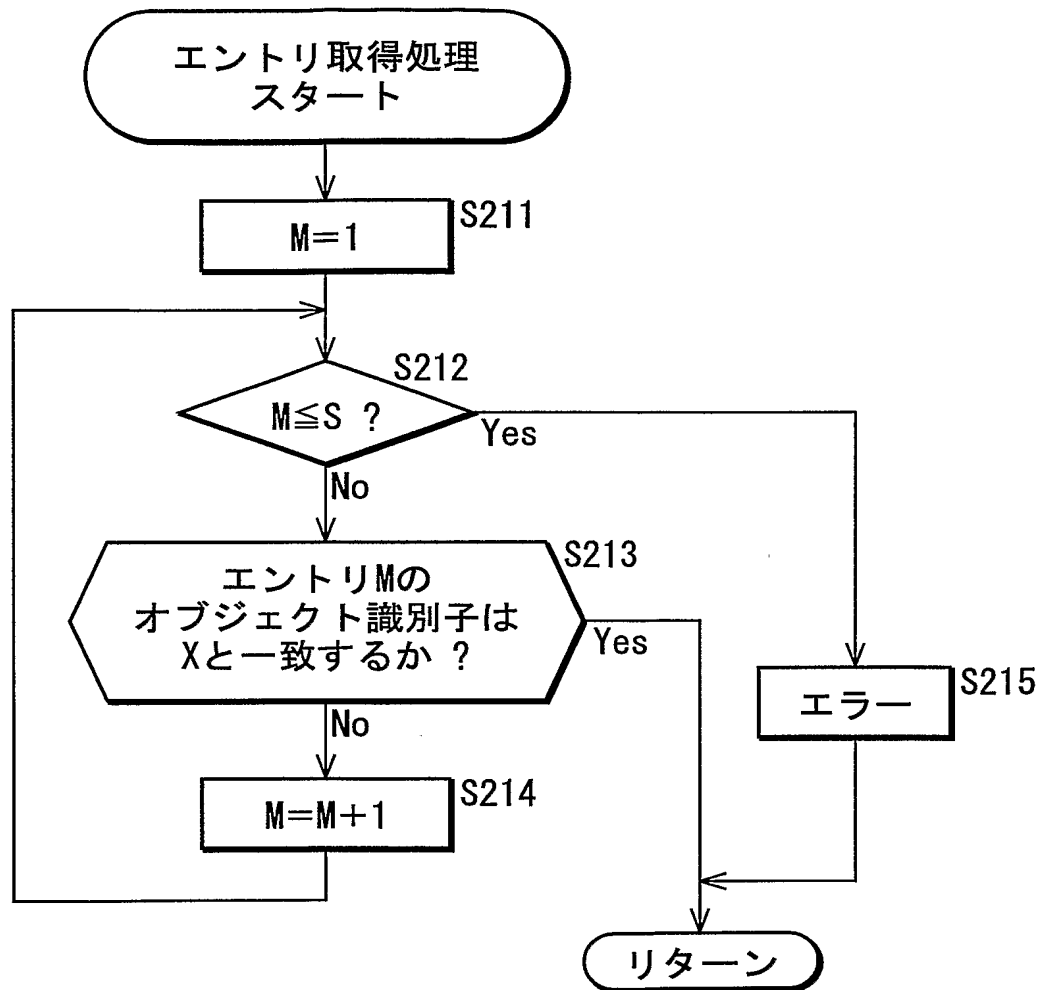 エントリ取得処理
スタート
S211
M=1
S212
M≦S ?
Yes
No
S213
エントリMの
オブジェクト識別子は
Xと一致するか ?
Yes
No
S215
エラー
S214
M=M+1
リターン